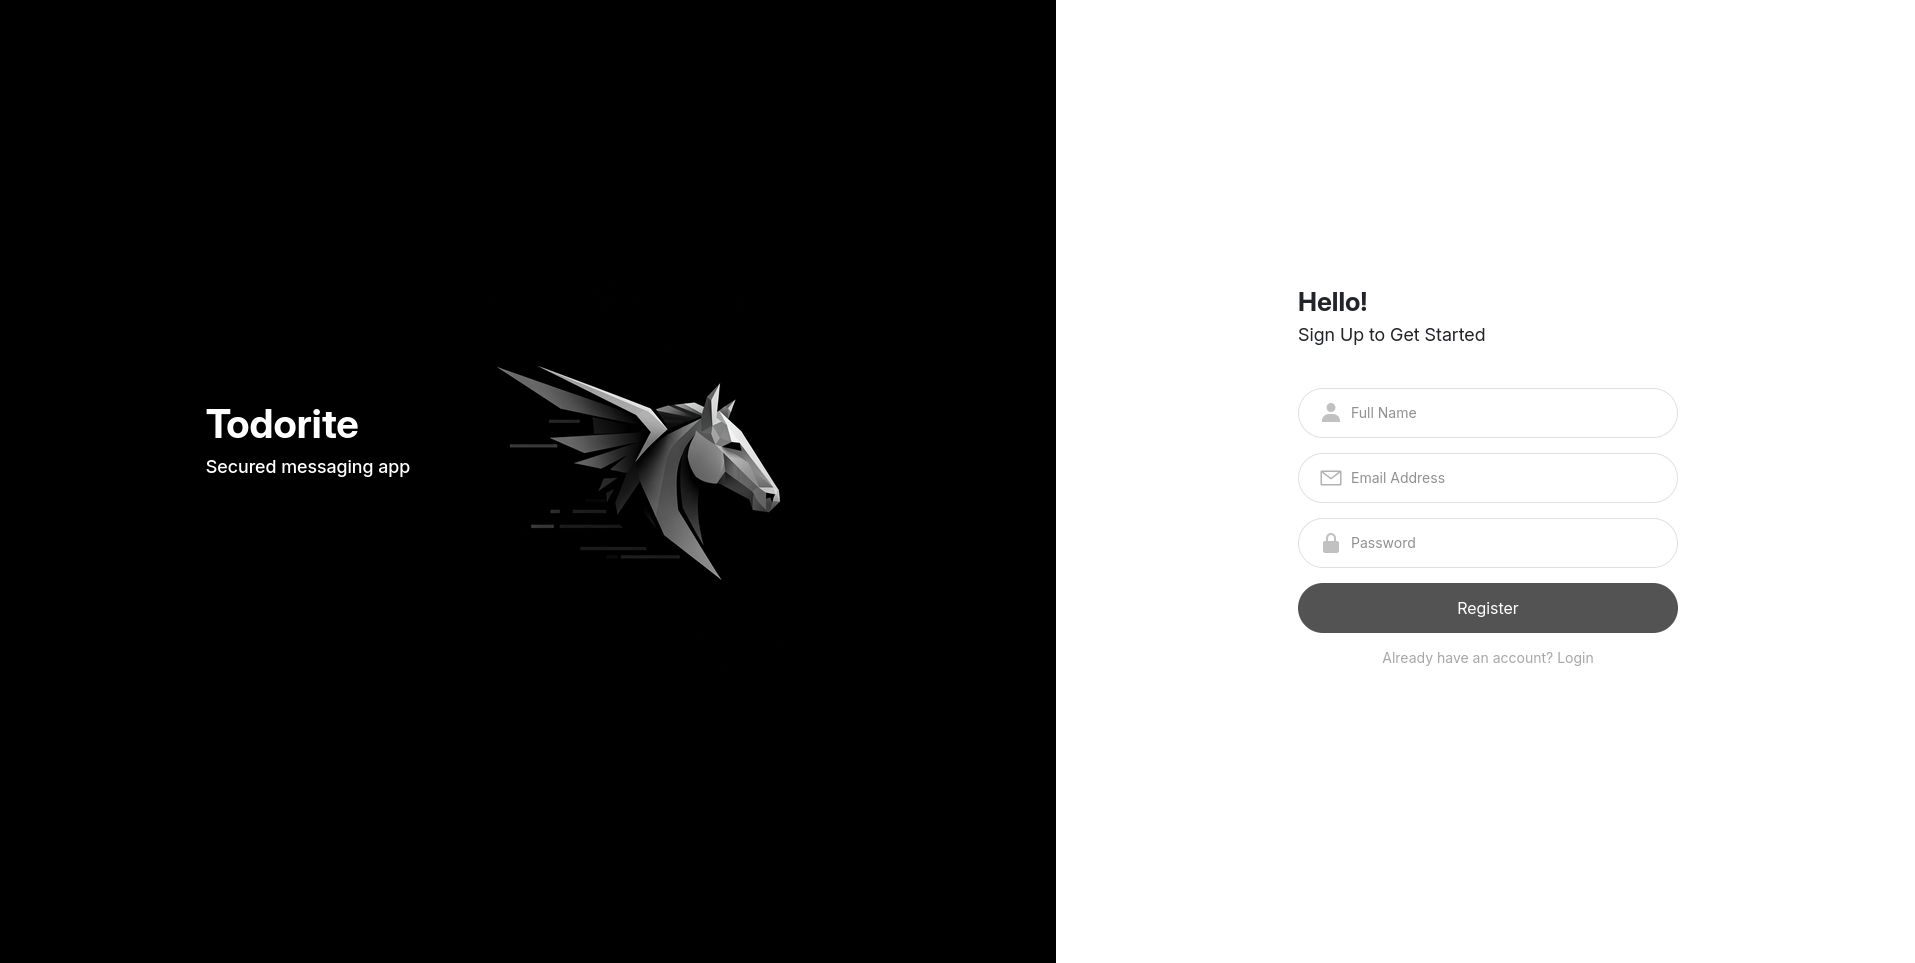 Todorite
Secured messaging app
Hello!
Sign Up to Get Started
Full Name
Email Address
Password
Register
Already have an account? Login